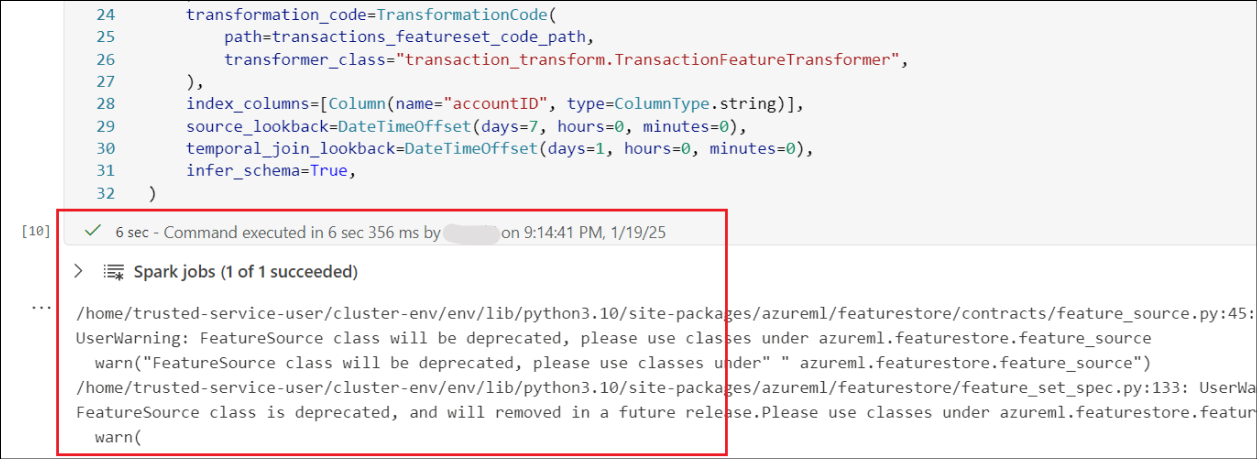 24 transformation_code=TransformationCode(
25 path=transactions_featureset_code_path,
26 transformer_class="transaction_transform.TransactionFeatureTransformer",
27 ),
28 index_columns=[Column(name="accountID", type=ColumnType.string)],
29 source_lookback=DateTimeOffset(days=7, hours=0, minutes=0),
30 temporal_join_lookback=DateTimeOffset(days=1, hours=0, minutes=0),
31 infer_schema=True,
32 )
[10] 6 sec - Command executed in 6 sec 356 ms by on 9:14:41 PM, 1/19/25
Spark jobs (1 of 1 succeeded)
...
/home/trusted-service-user/cluster-env/env/lib/python3.10/site-packages/azureml/featurestore/contracts/feature_source.py:45:
UserWarning: FeatureSource class will be deprecated, please use classes under azureml.featurestore.feature_source
warn("FeatureSource class will be deprecated, please use classes under" " azureml.featurestore.feature_source")
/home/trusted-service-user/cluster-env/env/lib/python3.10/site-packages/azureml/featurestore/feature_set_spec.py:133: UserWa
FeatureSource class is deprecated, and will removed in a future release.Please use classes under azureml.featurestore.featur
warn(